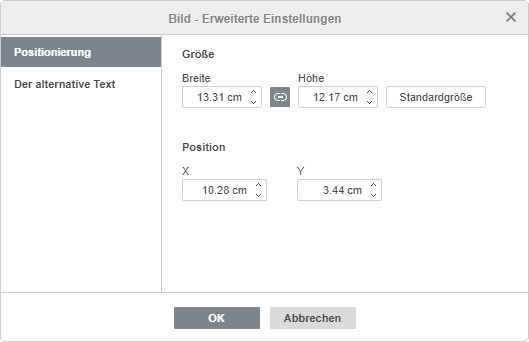 Bild - Erweiterte Einstellungen
Positionierung
Der alternative Text
Größe
Breite Höhe
13.31 cm 12.17 cm Standardgröße
Position
X Y
10.28 cm 3.44 cm
OK Abbrechen